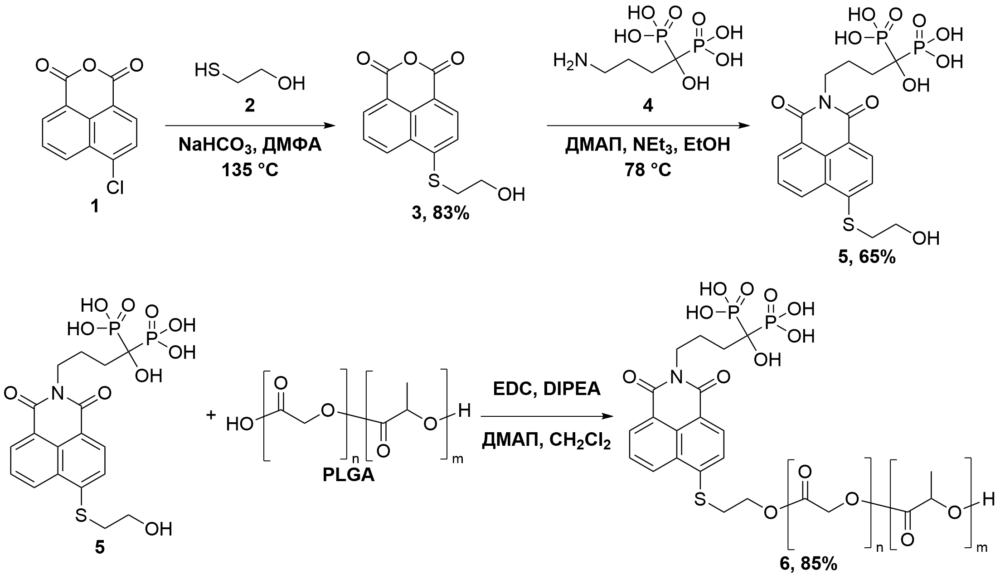 HO O
HO P O
P OH
OH
OH
H₂N
4
HS
OH
2
NaHCO₃, ДМФА
135 °C
O O O
Cl
1
O O O
S
OH
3, 83%
ДМАП, NEt₃, EtOH
78 °C
HO O
HO P O
P OH
OH
OH
O N O
S
OH
5, 65%
HO O
HO P O
P OH
OH
OH
O N O
S
OH
5
+
HO
O
O
n
O
O
H
m
PLGA
EDC, DIPEA
ДМАП, CH₂Cl₂
HO O
HO P O
P OH
OH
OH
O N O
S
O
O
O
n
O
O
H
m
6, 85%